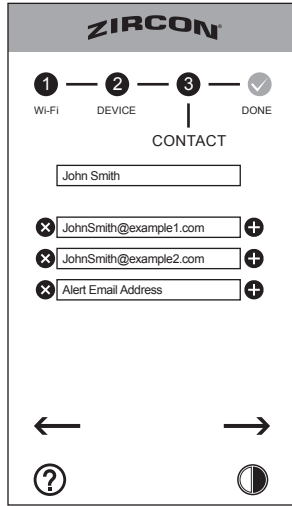 ZIRCON
1 2 3
Wi-Fi DEVICE DONE
CONTACT
John Smith
JohnSmith@example1.com
JohnSmith@example2.com
Alert Email Address
?